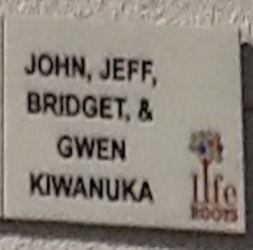 JOHN, JEFF,
BRIDGET, &
GWEN
KIWANUKA
life
ROOTS